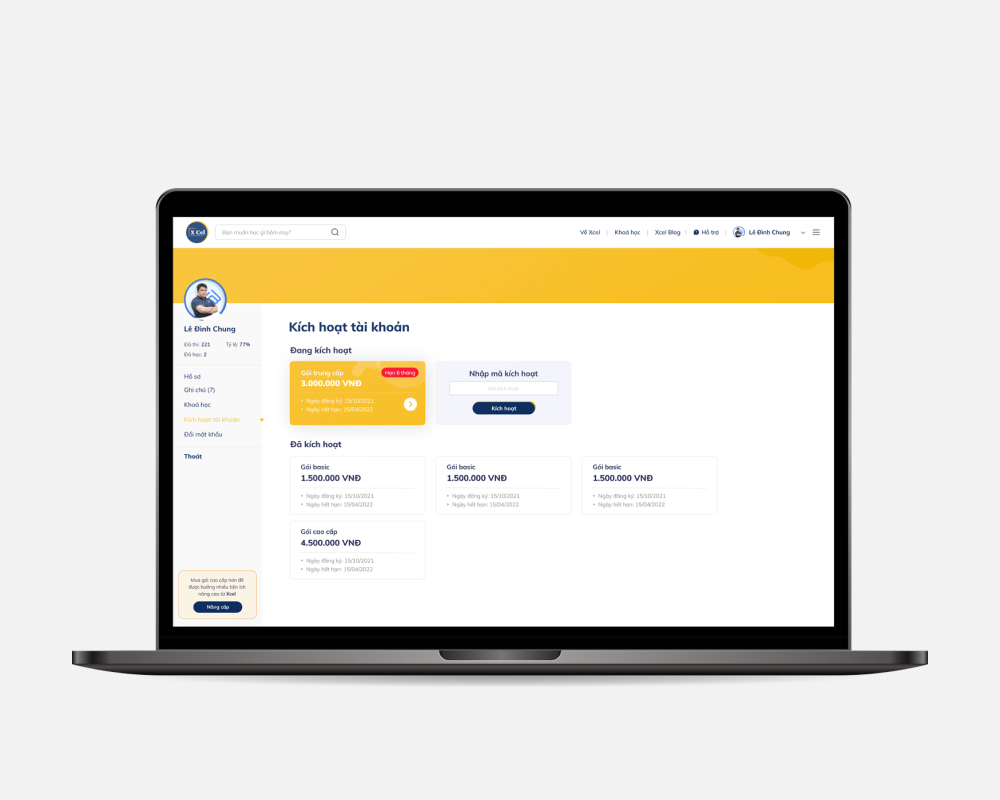 X Cel
Bạn muốn học gì hôm nay?
Về Xcel | Khoá học | Xcel Blog | Hỗ trợ | Lê Đình Chung
Lê Đình Chung
Đã thi: 221 Tỷ lệ: 77%
Đã học: 2
Hồ sơ
Ghi chú (7)
Khoá học
Kích hoạt tài khoản
Đổi mật khẩu
Thoát
Mua gói cao cấp hơn để
được hưởng nhiều tiện ích
nâng cao từ Xcel
Nâng cấp
Kích hoạt tài khoản
Đang kích hoạt
Gói trung cấp
Hạn 6 tháng
3.000.000 VNĐ
Ngày đăng ký: 15/10/2021
Ngày hết hạn: 15/04/2022
Nhập mã kích hoạt
Mã kích hoạt
Kích hoạt
Đã kích hoạt
Gói basic
1.500.000 VNĐ
Ngày đăng ký: 15/10/2021
Ngày hết hạn: 15/04/2022
Gói basic
1.500.000 VNĐ
Ngày đăng ký: 15/10/2021
Ngày hết hạn: 15/04/2022
Gói basic
1.500.000 VNĐ
Ngày đăng ký: 15/10/2021
Ngày hết hạn: 15/04/2022
Gói cao cấp
4.500.000 VNĐ
Ngày đăng ký: 15/10/2021
Ngày hết hạn: 15/04/2022